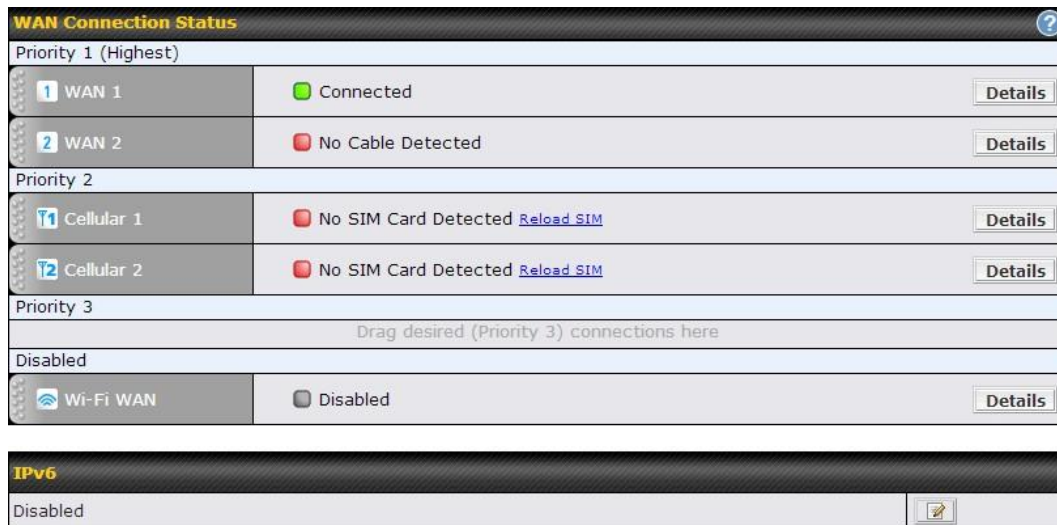 WAN Connection Status
?
Priority 1 (Highest)
1 WAN 1 Connected Details
2 WAN 2 No Cable Detected Details
Priority 2
1 Cellular 1 No SIM Card Detected Reload SIM Details
2 Cellular 2 No SIM Card Detected Reload SIM Details
Priority 3
Drag desired (Priority 3) connections here
Disabled
Wi-Fi WAN Disabled Details
IPv6
Disabled